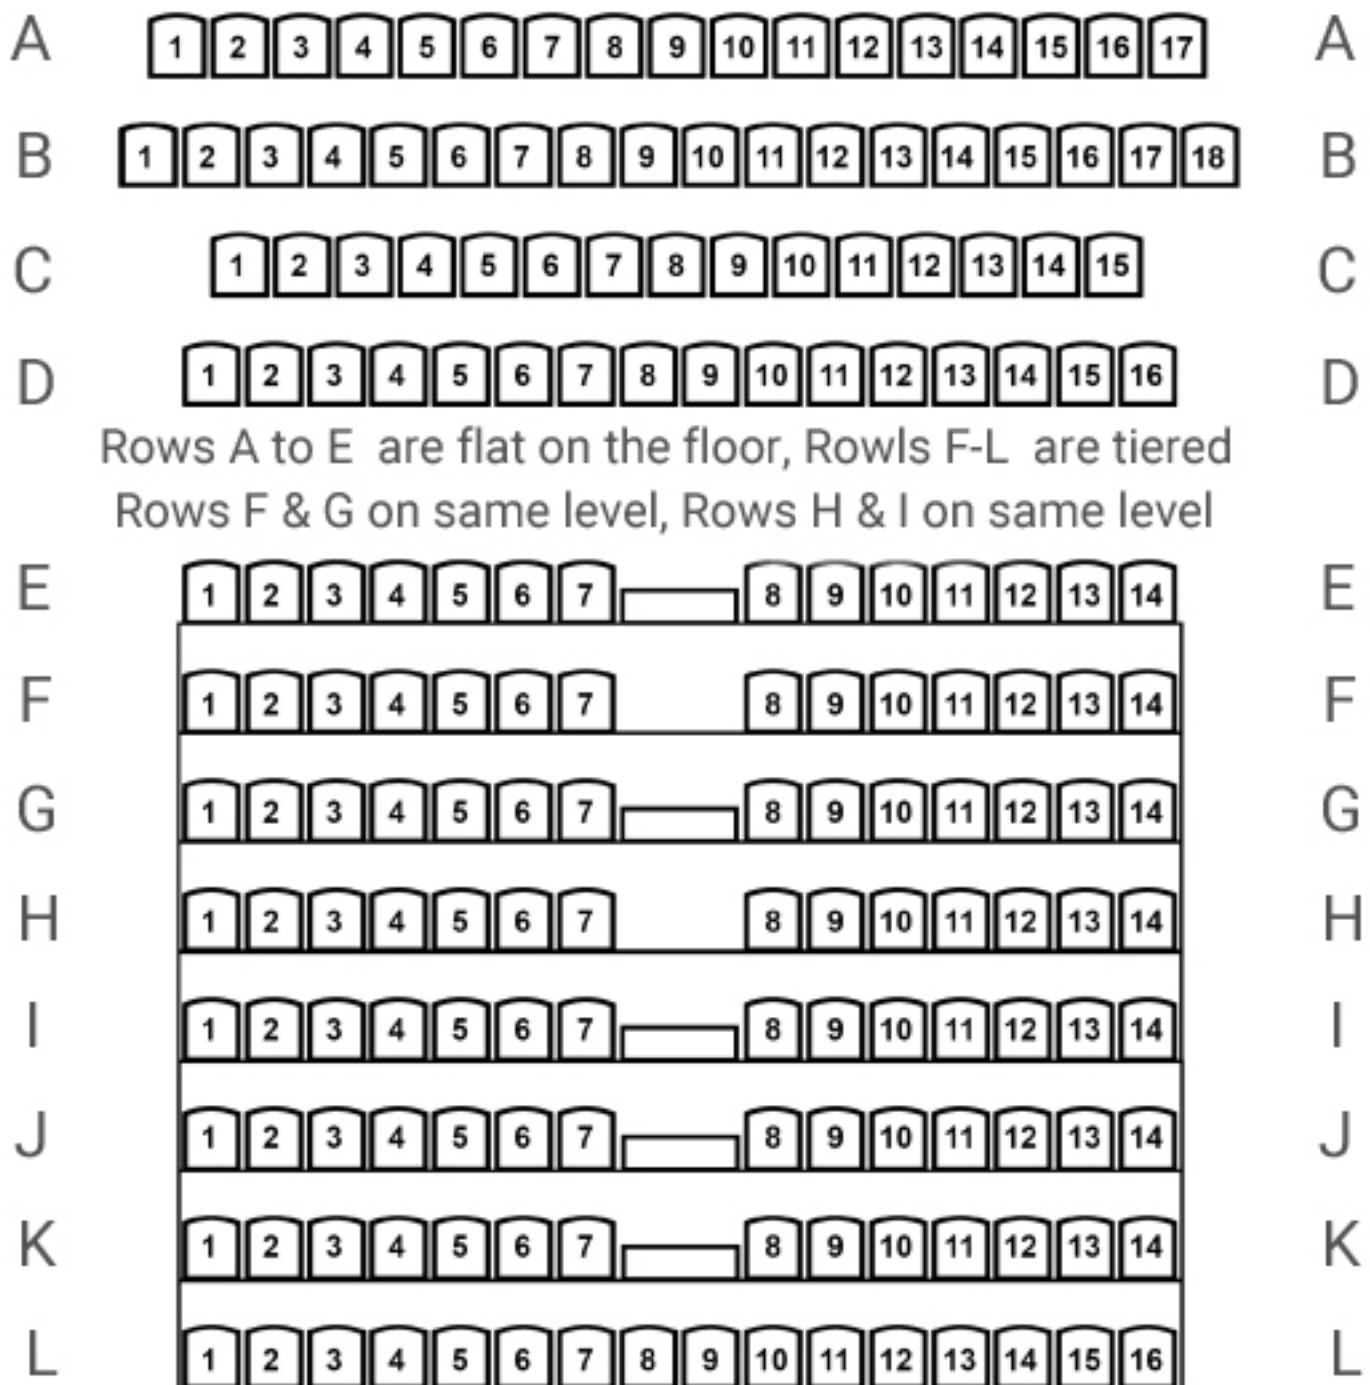 A 1 2 3 4 5 6 7 8 9 10 11 12 13 14 15 16 17 A
B 1 2 3 4 5 6 7 8 9 10 11 12 13 14 15 16 17 18 B
C 1 2 3 4 5 6 7 8 9 10 11 12 13 14 15 C
D 1 2 3 4 5 6 7 8 9 10 11 12 13 14 15 16 D
Rows A to E are flat on the floor, Rowls F-L are tiered
Rows F & G on same level, Rows H & I on same level
E 1 2 3 4 5 6 7 8 9 10 11 12 13 14 E
F 1 2 3 4 5 6 7 8 9 10 11 12 13 14 F
G 1 2 3 4 5 6 7 8 9 10 11 12 13 14 G
H 1 2 3 4 5 6 7 8 9 10 11 12 13 14 H
I 1 2 3 4 5 6 7 8 9 10 11 12 13 14 I
J 1 2 3 4 5 6 7 8 9 10 11 12 13 14 J
K 1 2 3 4 5 6 7 8 9 10 11 12 13 14 K
L 1 2 3 4 5 6 7 8 9 10 11 12 13 14 15 16 L